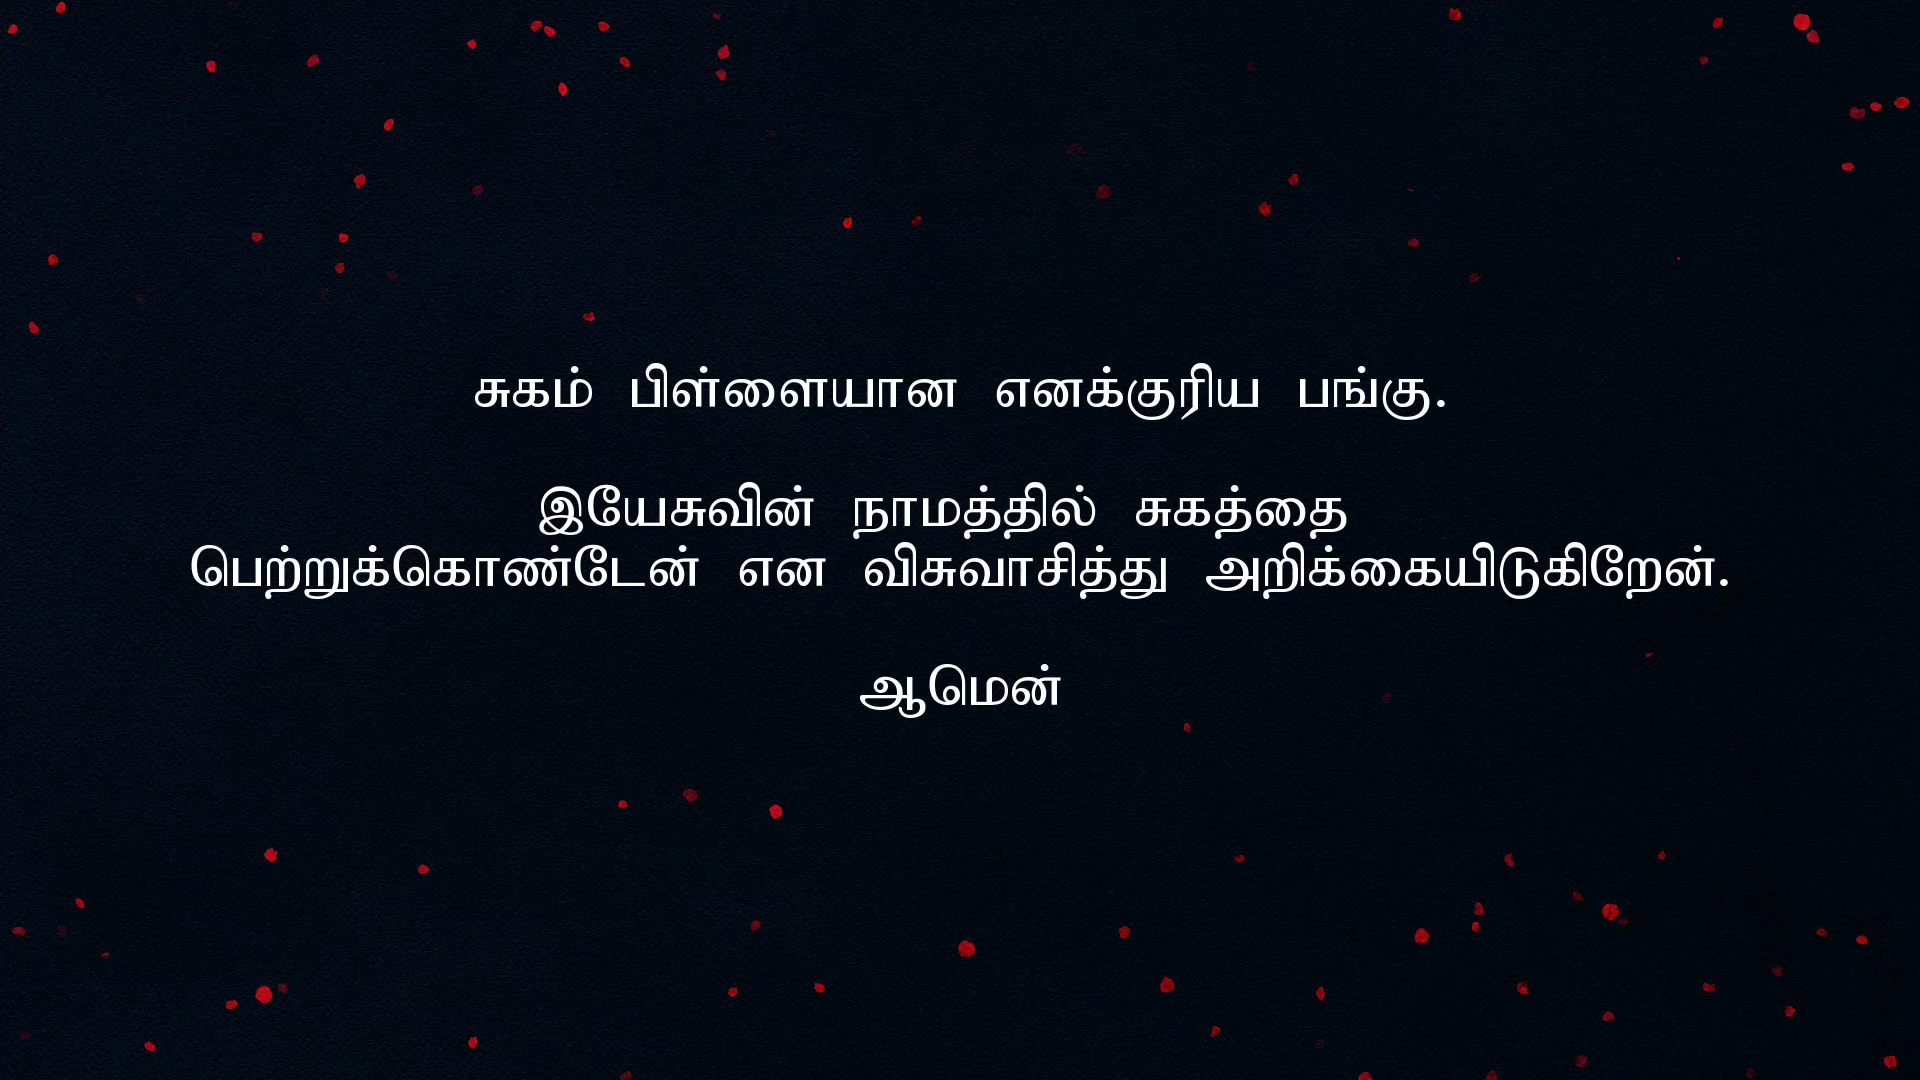 சுகம் பிள்ளையான எனக்குரிய பங்கு.
இயேசுவின் நாமத்தில் சுகத்தை
பெற்றுக்கொண்டேன் என விசுவாசித்து அறிக்கையிடுகிறேன்.
ஆமென்